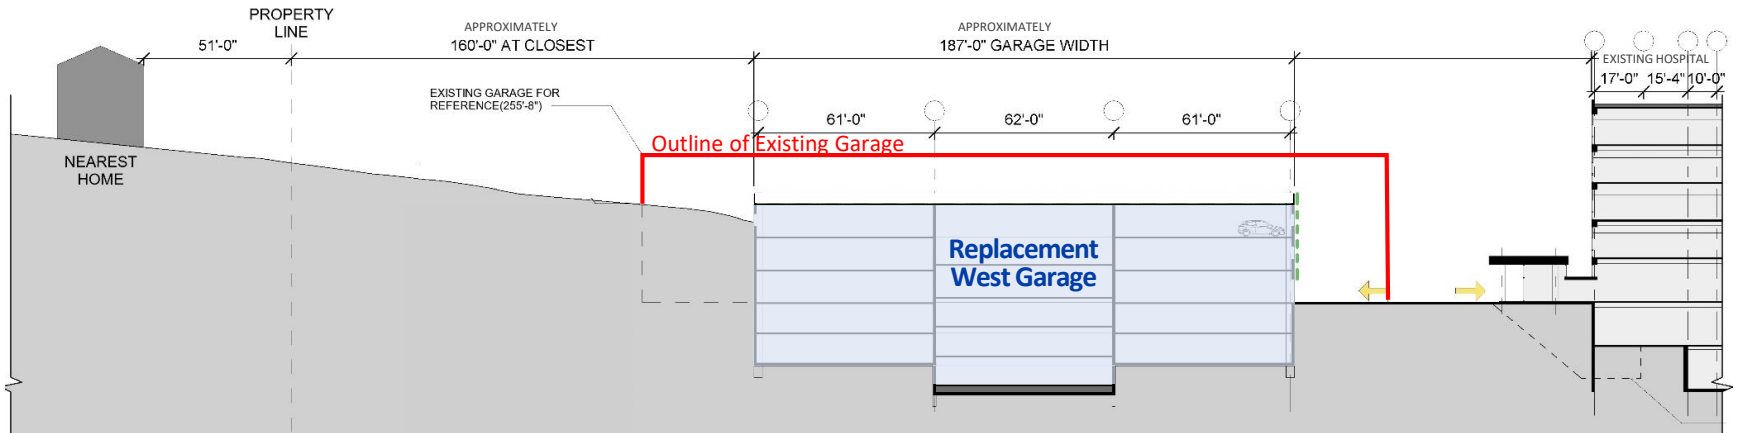 PROPERTY
LINE
51'-0"
APPROXIMATELY
160'-0" AT CLOSEST
APPROXIMATELY
187'-0" GARAGE WIDTH
EXISTING HOSPITAL
17'-0" 15'-4" 10'-0"
EXISTING GARAGE FOR
REFERENCE(255'-8")
61'-0" 62'-0" 61'-0"
Outline of Existing Garage
NEAREST
HOME
Replacement
West Garage